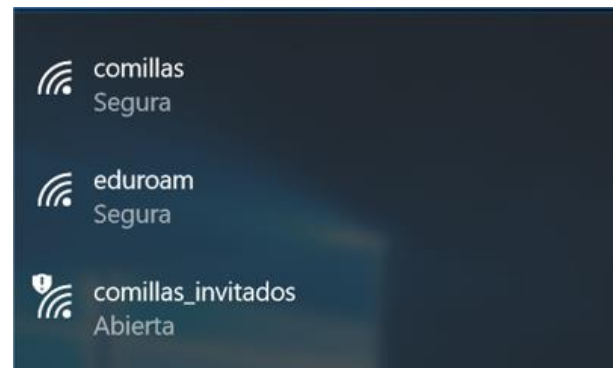 comillas
Segura
eduroam
Segura
comillas_invitados
Abierta